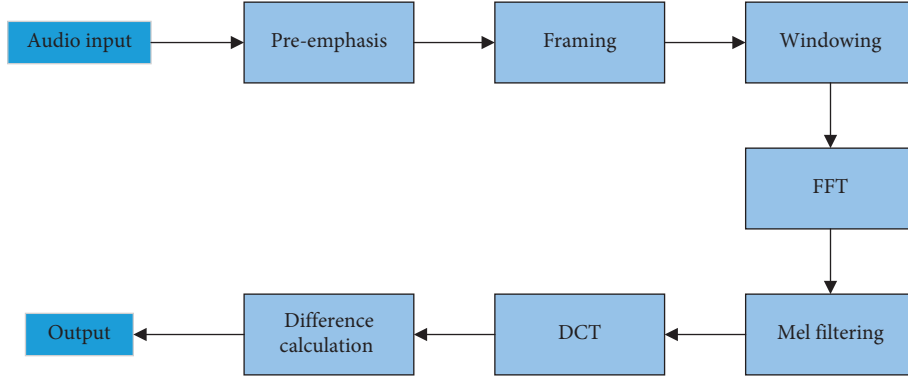 Audio input
Pre-emphasis
Framing
Windowing
FFT
Mel filtering
DCT
Difference
calculation
Output